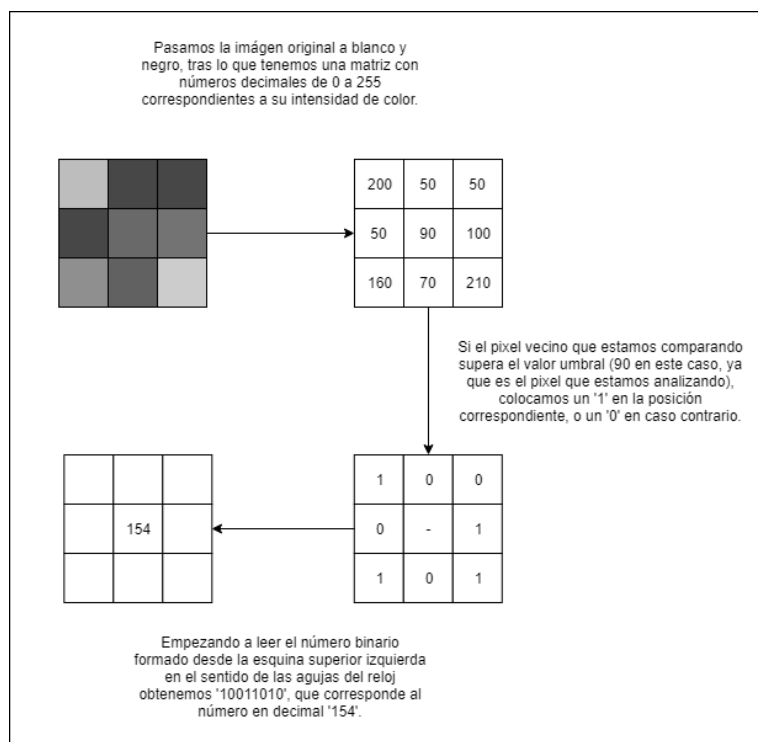 Pasamos la imágen original a blanco y
negro, tras lo que tenemos una matriz con
números decimales de 0 a 255
correspondientes a su intensidad de color.
200 50 50
50 90 100
160 70 210
Si el pixel vecino que estamos comparando
supera el valor umbral (90 en este caso, ya
que es el pixel que estamos analizando),
colocamos un '1' en la posición
correspondiente, o un '0' en caso contrario.
1 0 0
0 - 1
1 0 1
154
Empezando a leer el número binario
formado desde la esquina superior izquierda
en el sentido de las agujas del reloj
obtenemos '10011010', que corresponde al
número en decimal '154'.